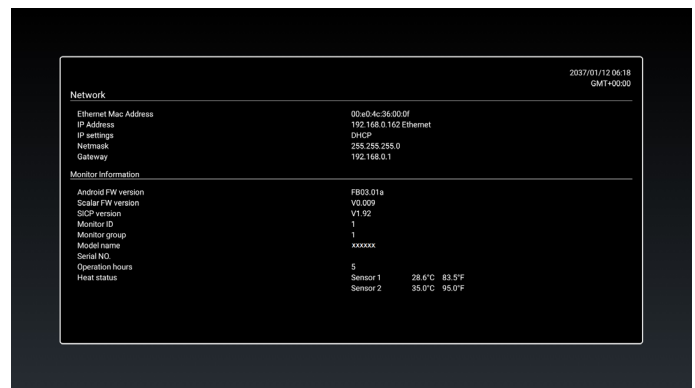 2037/01/12 06:18
GMT+00:00
Network
Ethernet Mac Address 00:e0:4c:36:00:0f
IP Address 192.168.0.162 Ethernet
IP settings DHCP
Netmask 255.255.255.0
Gateway 192.168.0.1
Monitor Information
Android FW version FB03.01a
Scalar FW version V0.009
SICP version V1.92
Monitor ID 1
Monitor group 1
Model name xxxxxx
Serial NO.
Operation hours 5
Heat status Sensor 1 28.6°C 83.5°F
Sensor 2 35.0°C 95.0°F